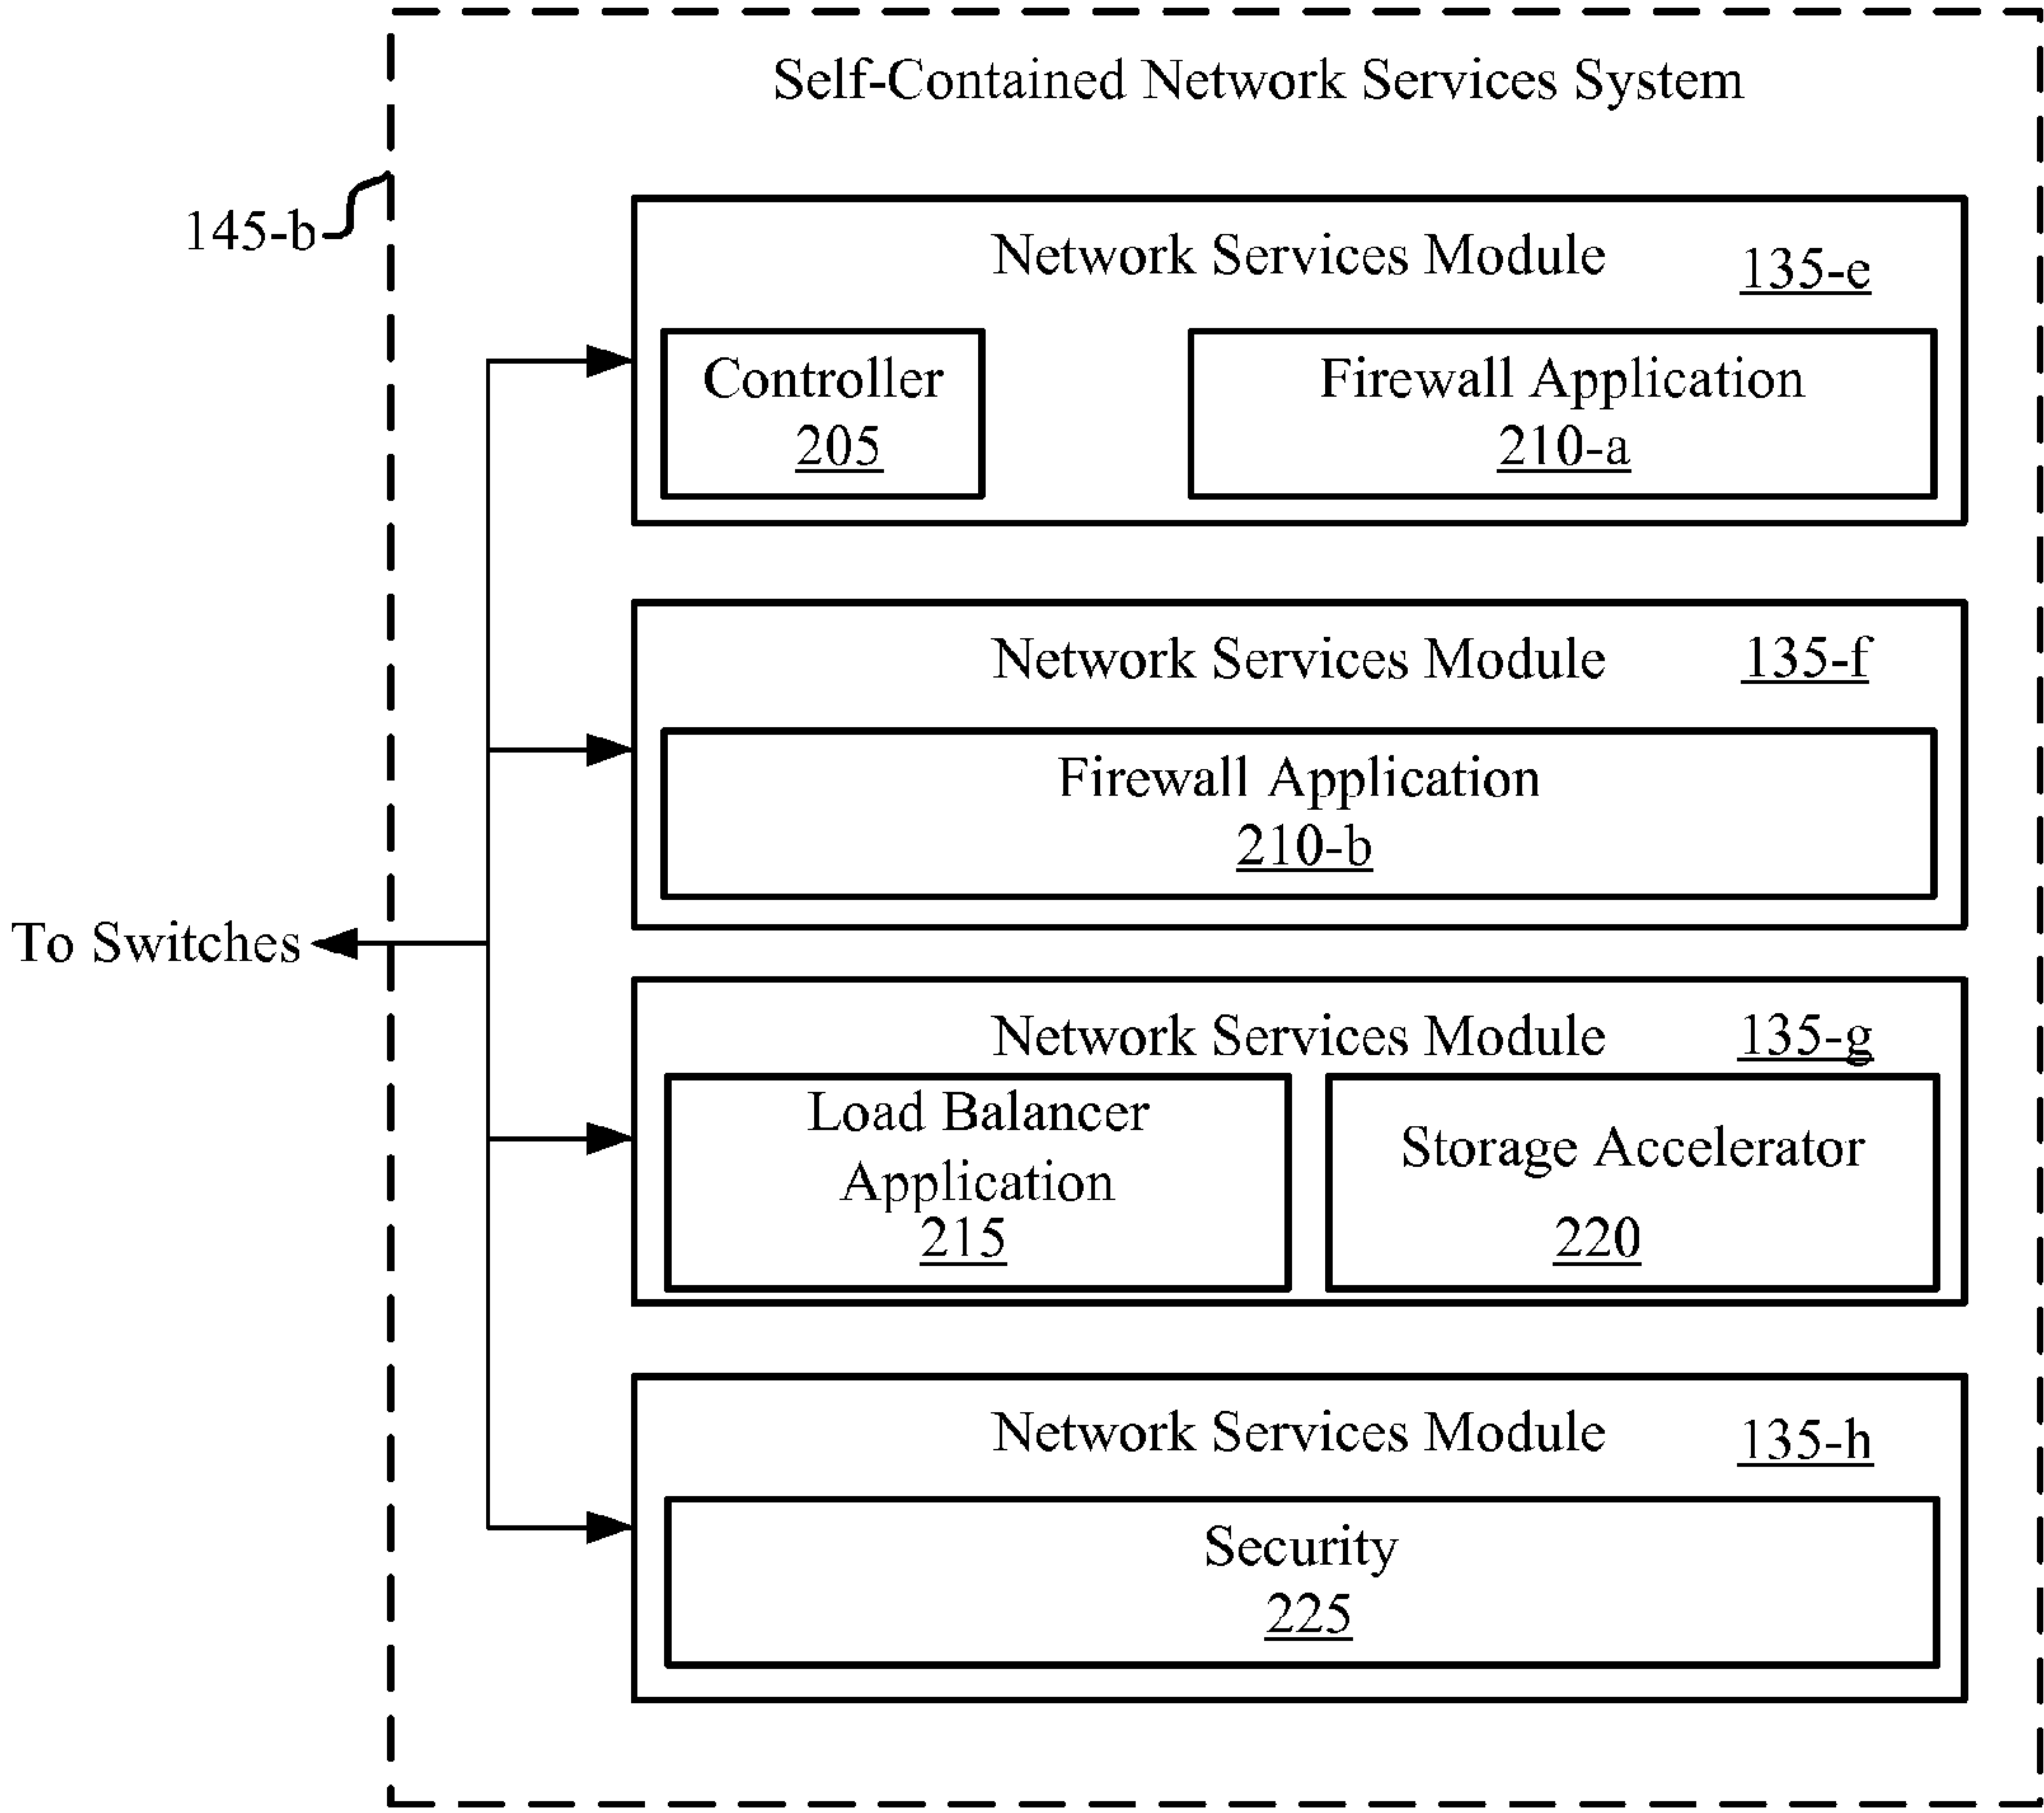 Self-Contained Network Services System
145-b
Network Services Module
135-e
Controller
205
Firewall Application
210-a
Network Services Module
135-f
Firewall Application
210-b
To Switches
Network Services Module
135-g
Load Balancer
Application
215
Storage Accelerator
220
Network Services Module
135-h
Security
225